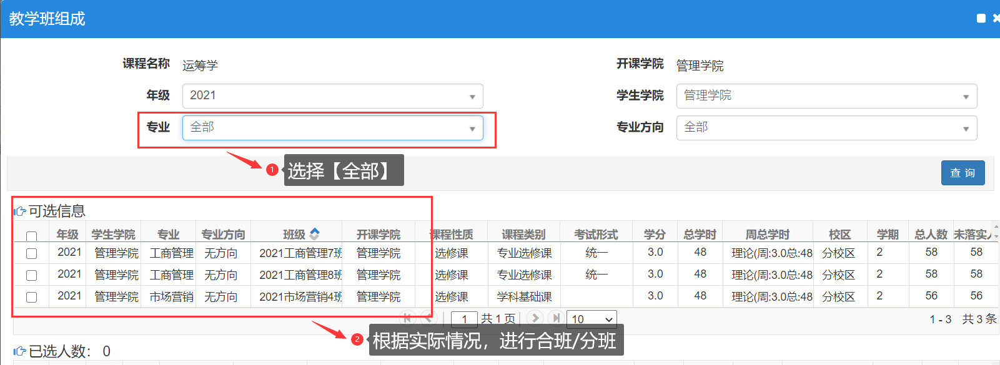 教学班组成
课程名称 运筹学 开课学院 管理学院
年级 2021 学生学院 管理学院
专业 全部 专业方向 全部
1 选择【全部】
查 询
可选信息
年级 学生学院 专业 专业方向 班级 开课学院 课程性质 课程类别 考试形式 学分 总学时 周总学时 校区 学期 总人数 未落实人
2021 管理学院 工商管理 无方向 2021工商管理7班 管理学院 选修课 专业选修课 统一 3.0 48 理论(周:3.0总:48 分校区 2 58 58
2021 管理学院 工商管理 无方向 2021工商管理8班 管理学院 选修课 专业选修课 统一 3.0 48 理论(周:3.0总:48 分校区 2 58 58
2021 管理学院 市场营销 无方向 2021市场营销4班 管理学院 选修课 学科基础课 3.0 48 理论(周:3.0总:48 分校区 2 56 56
1 共 1 页 10 1 - 3 共 3 条
2 根据实际情况，进行合班/分班
已选人数： 0